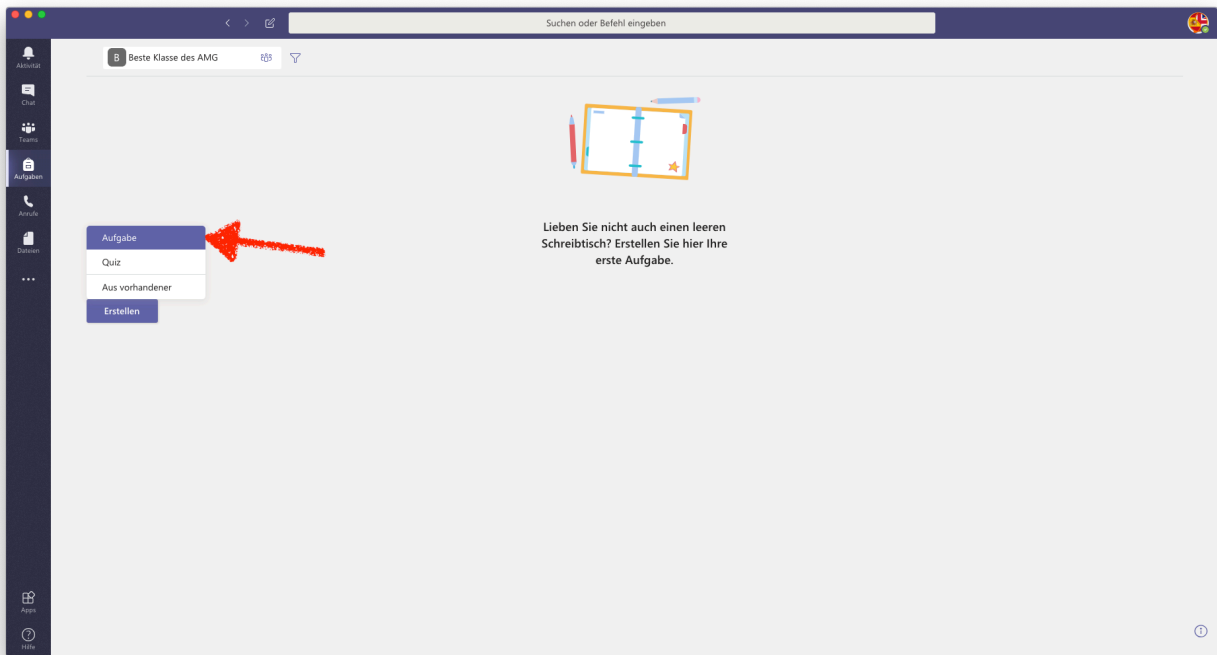 Suchen oder Befehl eingeben
Aktivität
Chat
Teams
Aufgaben
Anrufe
Dateien
B Beste Klasse des AMG
Lieben Sie nicht auch einen leeren
Schreibtisch? Erstellen Sie hier Ihre
erste Aufgabe.
Aufgabe
Quiz
Aus vorhandener
Erstellen
Apps
Hilfe